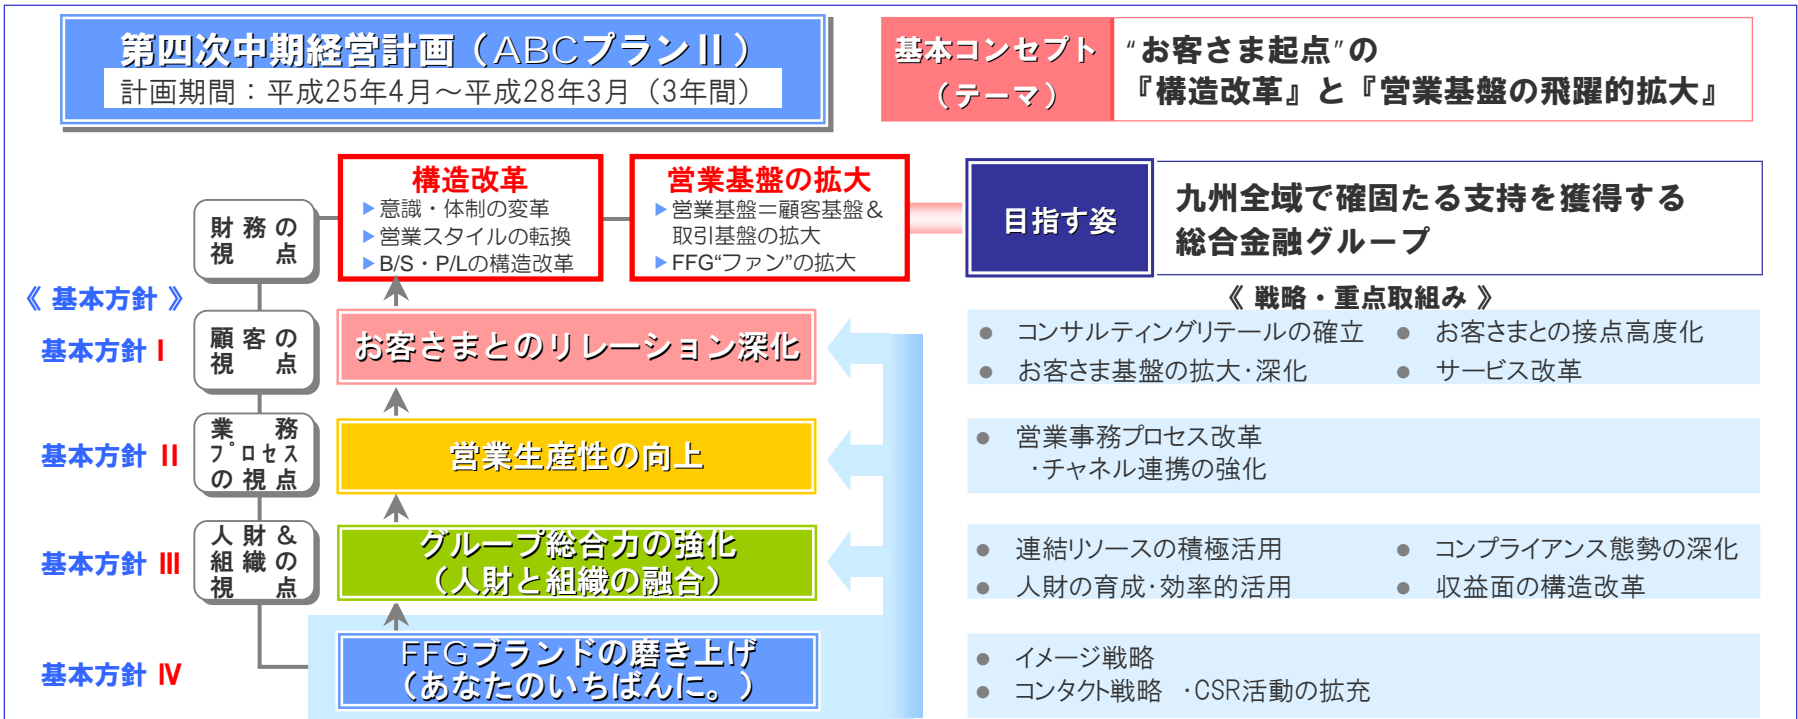 第四次中期経営計画（ABCプランⅡ）
計画期間：平成25年4月～平成28年3月（3年間）
基本コンセプト
（テーマ）
“お客さま起点”の
『構造改革』と『営業基盤の飛躍的拡大』
財務の
視点
構造改革
意識・体制の変革
営業スタイルの転換
B/S・P/Lの構造改革
営業基盤の拡大
営業基盤＝顧客基盤＆
取引基盤の拡大
FFG“ファン”の拡大
目指す姿
九州全域で確固たる支持を獲得する
総合金融グループ
《 基本方針 》
《 戦略・重点取組み 》
基本方針 Ⅰ
顧客の
視点
お客さまとのリレーション深化
● コンサルティングリテールの確立 ● お客さまとの接点高度化
● お客さま基盤の拡大・深化 ● サービス改革
基本方針 Ⅱ
業務
プロセス
の視点
営業生産性の向上
● 営業事務プロセス改革
・チャネル連携の強化
基本方針 Ⅲ
人財＆
組織の
視点
グループ総合力の強化
（人財と組織の融合）
● 連結リソースの積極活用 ● コンプライアンス態勢の深化
● 人財の育成・効率的活用 ● 収益面の構造改革
基本方針 Ⅳ
FFGブランドの磨き上げ
（あなたのいちばんに。）
● イメージ戦略
● コンタクト戦略 ・CSR活動の拡充